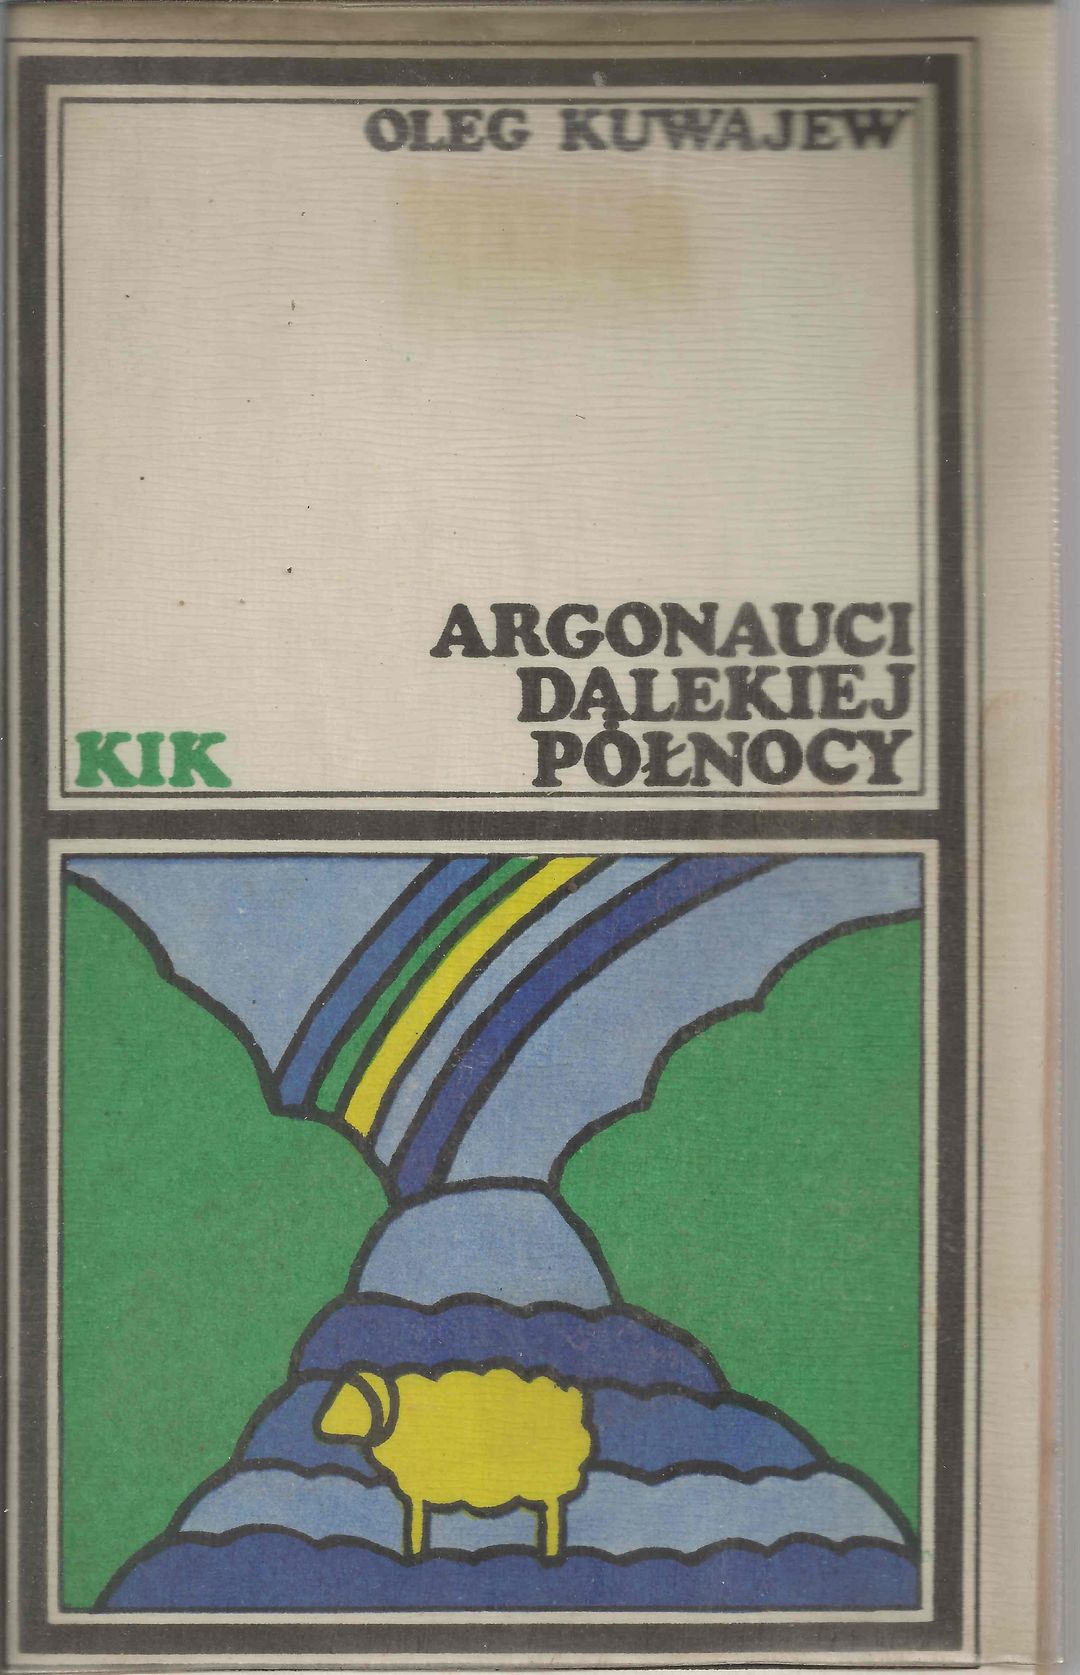 OLEG KUWAJEW
ARGONAUCI
DALEKIEJ
PÓŁNOCY
KIK